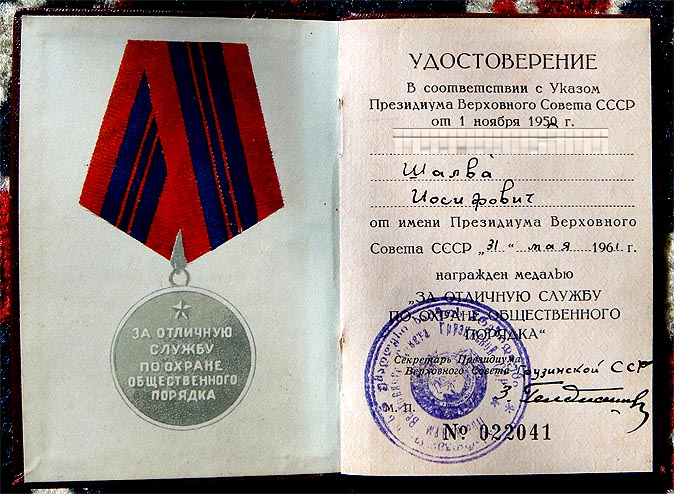 ЗА ОТЛИЧНУЮ
СЛУЖБУ
ПО ОХРАНЕ
ОБЩЕСТВЕННОГО
ПОРЯДКА
УДОСТОВЕРЕНИЕ
В соответствии с Указом
Президиума Верховного Совета СССР
от 1 ноября 1950 г.
Шалва
Иосифович
от имени Президиума Верховного
Совета СССР „31“ мая 1961 г.
награжден медалью
„ЗА ОТЛИЧНУЮ СЛУЖБУ
ПО ОХРАНЕ ОБЩЕСТВЕННОГО
ПОРЯДКА“
Секретарь Президиума
Верховного Совета Грузинской ССР
М. П.
№ 022041